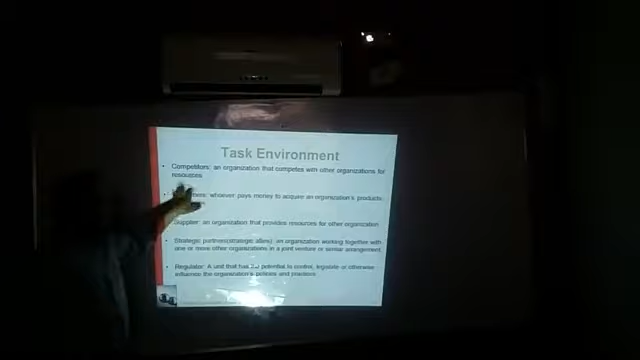 Task Environment
• Competitors: an organization that competes with other organizations for
resources
whoever pays money to acquire an organization's products
Supplier: an organization that provides resources for other organization
• Strategic partners(strategic allies): an organization working together with
one or more other organizations in a joint venture or similar arrangement
• Regulator: A unit that has the potential to control, legislate or otherwise
influence the organization's policies and practices